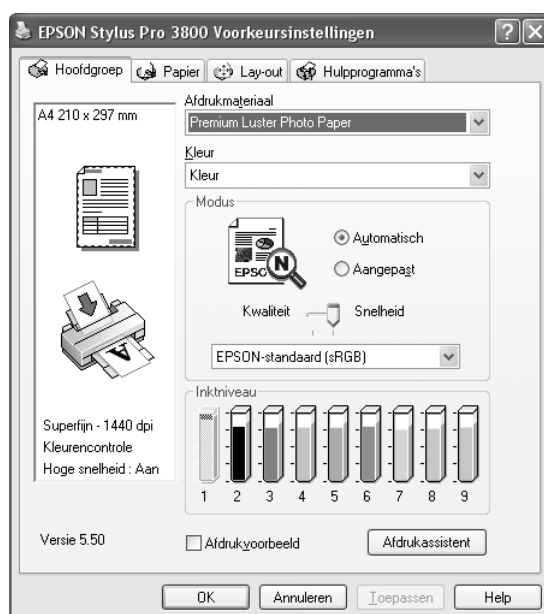 EPSON Stylus Pro 3800 Voorkeursinstellingen
Hoofdgroep Papier Lay-out Hulpprogramma's
A4 210 x 297 mm
Afdrukmateriaal
Premium Luster Photo Paper
Kleur
Kleur
Modus
EPSON
N
Automatisch
Aangepast
Kwaliteit Snelheid
EPSON-standaard (sRGB)
A
Superfijn - 1440 dpi
Kleurencontrole
Hoge snelheid : Aan
Inktniveau
1 2 3 4 5 6 7 8 9
Versie 5.50
Afdrukvoorbeeld
Afdrukassistent
OK Annuleren Toepassen Help